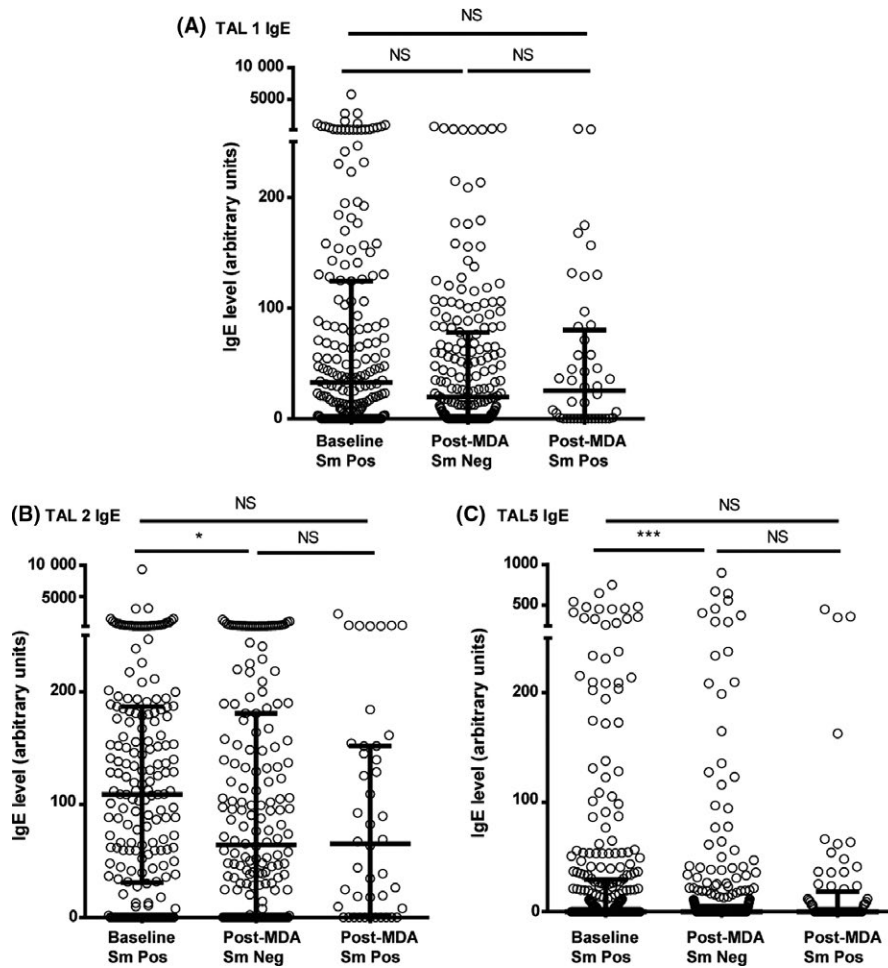 (A) TAL 1 IgE
NS
NS NS
10 000
5000
200
100
0
IgE level (arbitrary units)
Baseline Post-MDA Post-MDA
Sm Pos Sm Neg Sm Pos
(B) TAL 2 IgE
NS
* NS
10 000
5000
200
100
0
IgE level (arbitrary units)
Baseline Post-MDA Post-MDA
Sm Pos Sm Neg Sm Pos
(C) TAL5 IgE
NS
*** NS
1000
500
200
100
0
IgE level (arbitrary units)
Baseline Post-MDA Post-MDA
Sm Pos Sm Neg Sm Pos